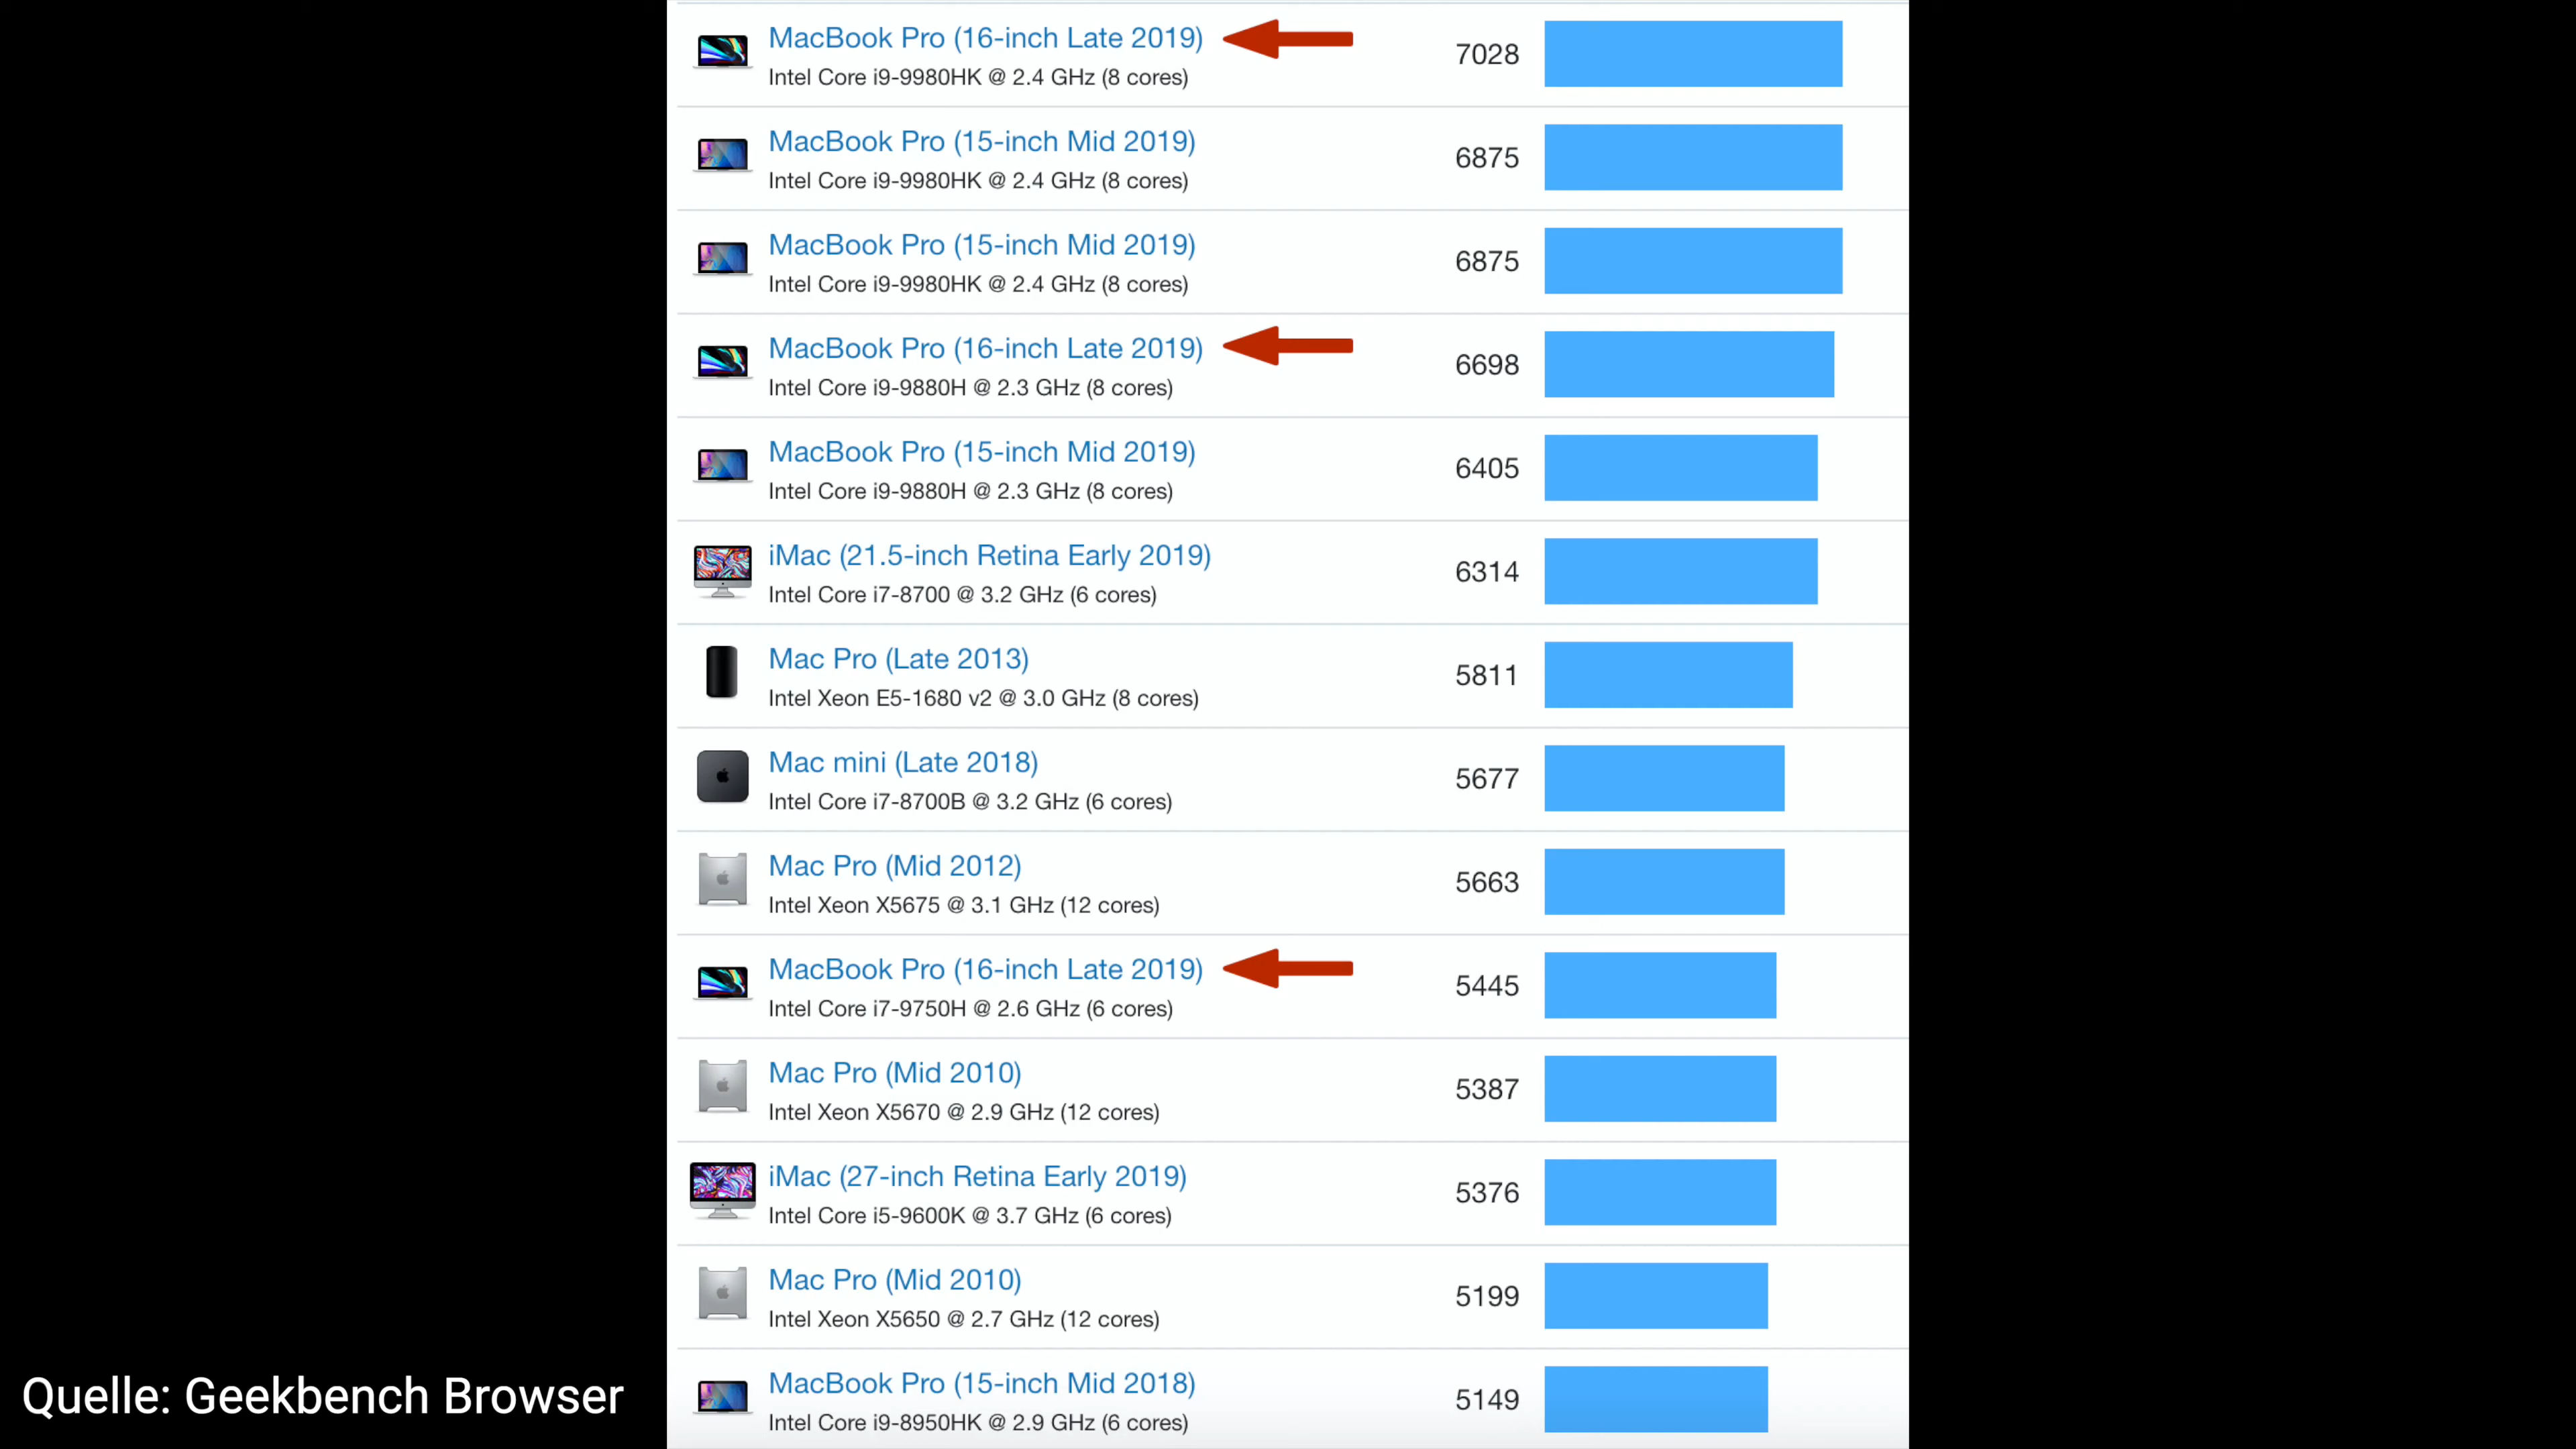 MacBook Pro (16-inch Late 2019)
Intel Core i9-9980HK @ 2.4 GHz (8 cores)
7028
MacBook Pro (15-inch Mid 2019)
Intel Core i9-9980HK @ 2.4 GHz (8 cores)
6875
MacBook Pro (15-inch Mid 2019)
Intel Core i9-9980HK @ 2.4 GHz (8 cores)
6875
MacBook Pro (16-inch Late 2019)
Intel Core i9-9880H @ 2.3 GHz (8 cores)
6698
MacBook Pro (15-inch Mid 2019)
Intel Core i9-9880H @ 2.3 GHz (8 cores)
6405
iMac (21.5-inch Retina Early 2019)
Intel Core i7-8700 @ 3.2 GHz (6 cores)
6314
Mac Pro (Late 2013)
Intel Xeon E5-1680 v2 @ 3.0 GHz (8 cores)
5811
Mac mini (Late 2018)
Intel Core i7-8700B @ 3.2 GHz (6 cores)
5677
Mac Pro (Mid 2012)
Intel Xeon X5675 @ 3.1 GHz (12 cores)
5663
MacBook Pro (16-inch Late 2019)
Intel Core i7-9750H @ 2.6 GHz (6 cores)
5445
Mac Pro (Mid 2010)
Intel Xeon X5670 @ 2.9 GHz (12 cores)
5387
iMac (27-inch Retina Early 2019)
Intel Core i5-9600K @ 3.7 GHz (6 cores)
5376
Mac Pro (Mid 2010)
Intel Xeon X5650 @ 2.7 GHz (12 cores)
5199
MacBook Pro (15-inch Mid 2018)
Intel Core i9-8950HK @ 2.9 GHz (6 cores)
5149
Quelle: Geekbench Browser